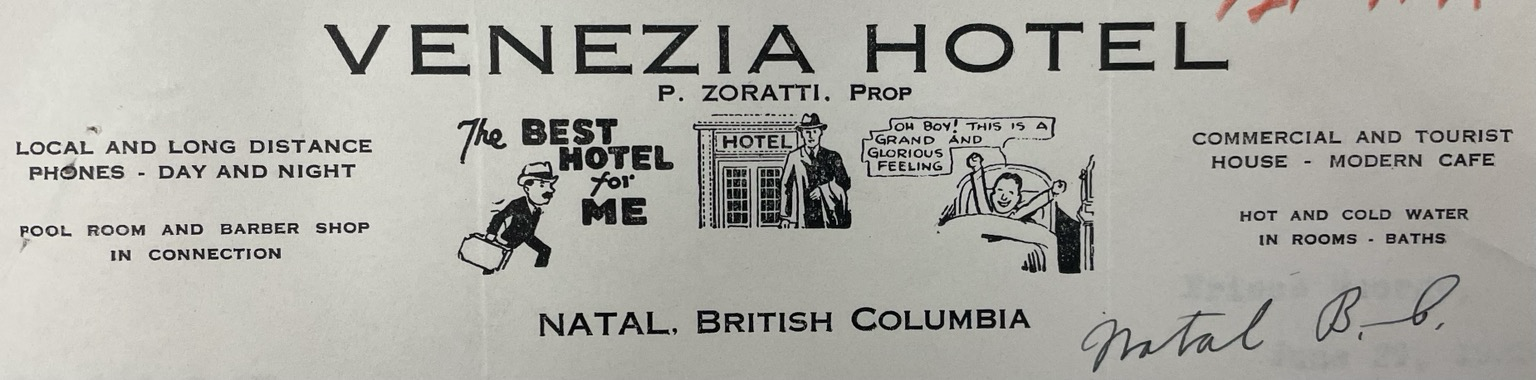 VENEZIA HOTEL
P. ZORATTI. PROP
LOCAL AND LONG DISTANCE
PHONES - DAY AND NIGHT
POOL ROOM AND BARBER SHOP
IN CONNECTION
The BEST
HOTEL
for
ME
HOTEL
OH BOY! THIS IS A
GRAND AND
GLORIOUS
FEELING
COMMERCIAL AND TOURIST
HOUSE - MODERN CAFE
HOT AND COLD WATER
IN ROOMS - BATHS
NATAL, BRITISH COLUMBIA
Natal B.C.